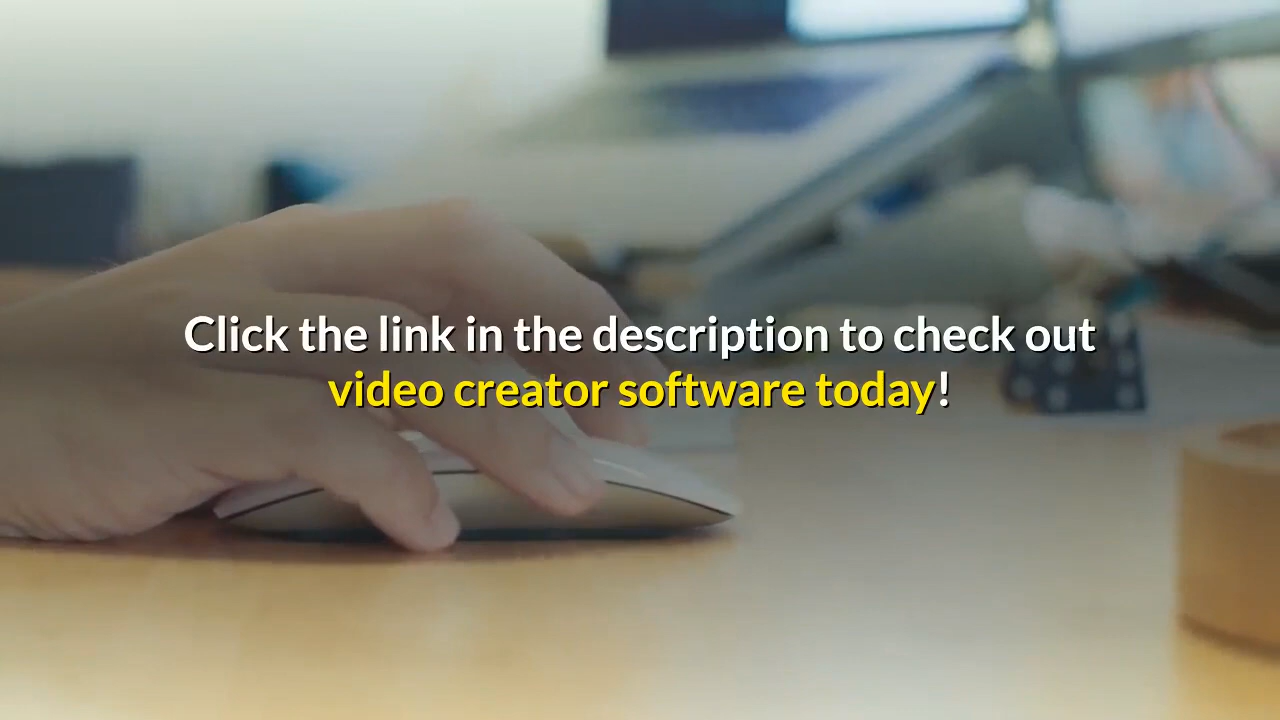 Click the link in the description to check out
video creator software today!